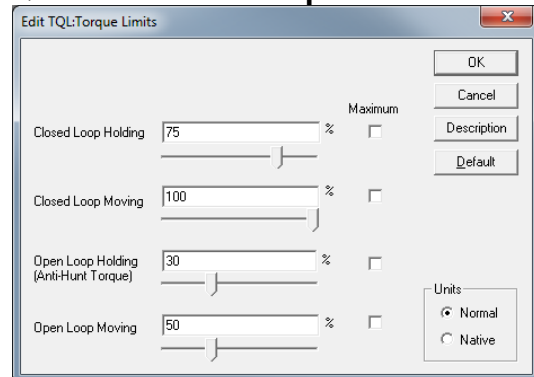 Edit TQL:Torque Limits
OK
Cancel
Maximum
Closed Loop Holding 75 % Description
Default
Closed Loop Moving 100 %
Open Loop Holding 30 %
(Anti-Hunt Torque)
Units
Normal
Open Loop Moving 50 % Native